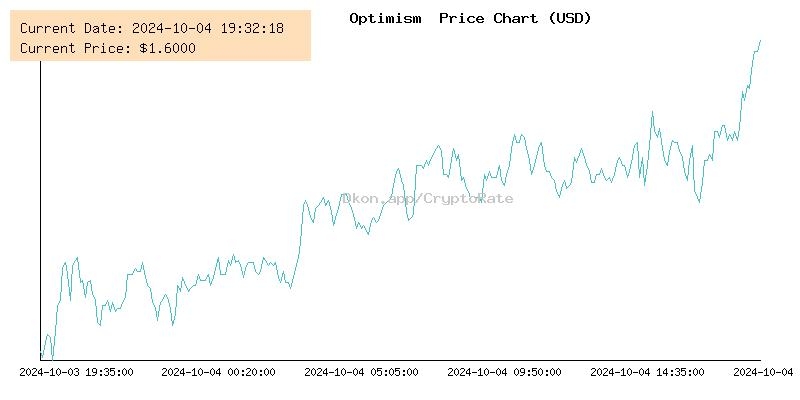 Optimism  Price Chart (USD)
Current Date: 2024-10-04 19:32:18
Current Price: $1.6000
Dkon.app/CryptoRate
2024-10-03 19:35:00 2024-10-04 00:20:00 2024-10-04 05:05:00 2024-10-04 09:50:00 2024-10-04 14:35:00 2024-10-04